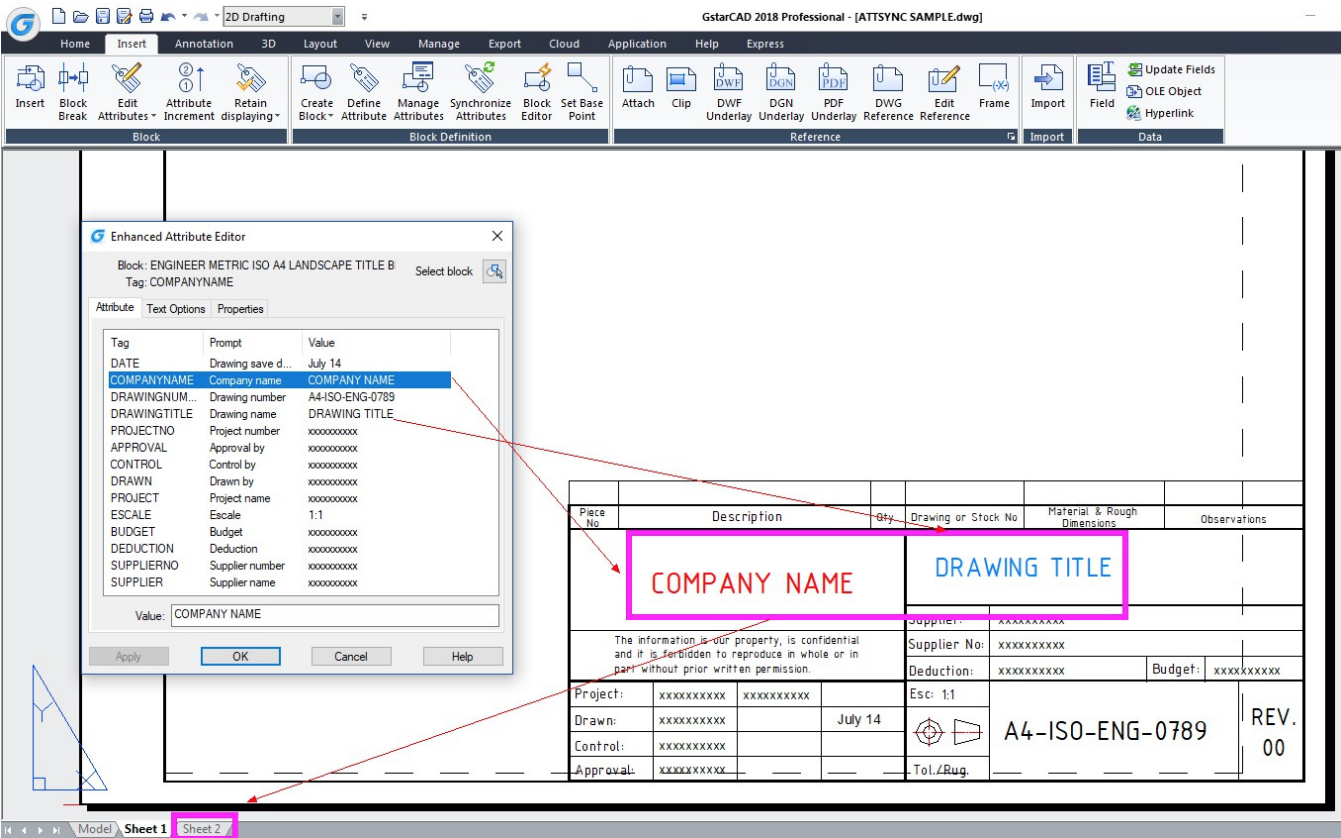 2D Drafting
GstarCAD 2018 Professional - [ATTSYNC SAMPLE.dwg]
Home Insert Annotation 3D Layout View Manage Export Cloud Application Help Express
Insert
Block Break
Edit Attributes
Attribute Increment
Retain displaying
Create Block
Define Attribute
Manage Attributes
Synchronize Attributes
Block Editor
Set Base Point
Attach
Clip
DWF
DWF Underlay
DGN
DGN Underlay
PDF
PDF Underlay
DWG Reference
Edit Reference
Frame
Import
Field
Update Fields
OLE Object
Hyperlink
Block Block Definition Reference Import Data
Enhanced Attribute Editor
Block: ENGINEER METRIC ISO A4 LANDSCAPE TITLE B
Tag: COMPANYNAME
Select block
Attribute Text Options Properties
Tag Prompt Value
DATE Drawing save d... July 14
COMPANYNAME Company name COMPANY NAME
DRAWINGNUM... Drawing number A4-ISO-ENG-0789
DRAWINGTITLE Drawing name DRAWING TITLE
PROJECTNO Project number xxxxxxxxxx
APPROVAL Approval by xxxxxxxxxx
CONTROL Control by xxxxxxxxxx
DRAWN Drawn by xxxxxxxxxx
PROJECT Project name xxxxxxxxxx
ESCALE Escale 1:1
BUDGET Budget xxxxxxxxxx
DEDUCTION Deduction xxxxxxxxxx
SUPPLIERNO Supplier number xxxxxxxxxx
SUPPLIER Supplier name xxxxxxxxxx
Value: COMPANY NAME
Apply OK Cancel Help
Piece No
Description
Qty
Drawing or Stock No
Material & Rough Dimensions
Observations
COMPANY NAME
DRAWING TITLE
Supplier: xxxxxxxxxx
The information is our property, is confidential
and it is forbidden to reproduce in whole or in
part without prior written permission.
Supplier No: xxxxxxxxxx
Deduction: xxxxxxxxxx Budget: xxxxxxxxxx
Project: xxxxxxxxxx xxxxxxxxxx
Drawn: xxxxxxxxxx July 14
Control: xxxxxxxxxx
Approval: xxxxxxxxxx
Esc: 1:1
Tol./Rug.
A4-ISO-ENG-0789
REV.
00
X
Y
Model Sheet 1 Sheet 2